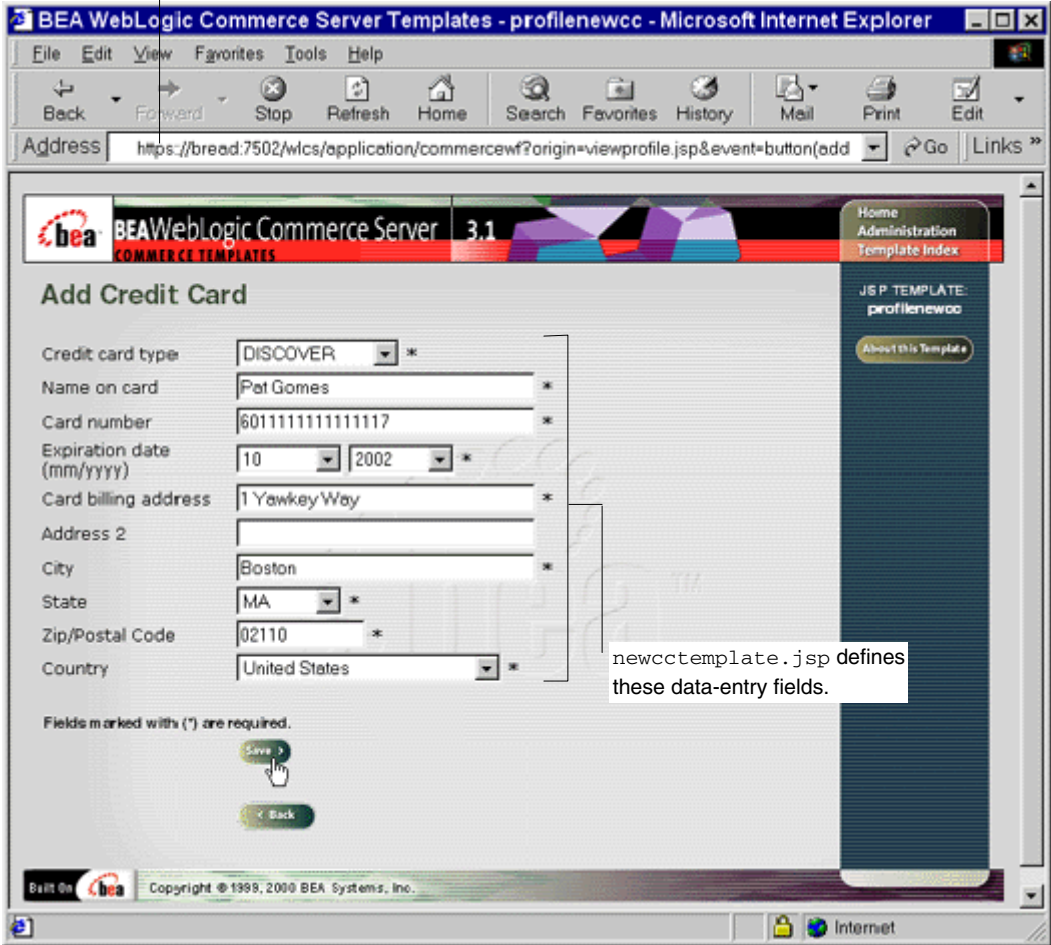 BEA WebLogic Commerce Server Templates - profilenewcc - Microsoft Internet Explorer
File Edit View Favorites Tools Help
Back Forward Stop Refresh Home Search Favorites History Mail Print Edit
Address https://bread:7502/wlcs/application/commercewf?origin=viewprofile.jsp&event=button(add Go Links »
bea BEA WebLogic Commerce Server 3.1
COMMERCE TEMPLATES
Home
Administration
Template Index
Add Credit Card
JSP TEMPLATE:
profilenewcc
About this Template
Credit card type DISCOVER *
Name on card Pat Gomes *
Card number 6011111111111117 *
Expiration date
(mm/yyyy) 10 2002 *
Card billing address 1 Yawkey Way *
Address 2
City Boston *
State MA *
Zip/Postal Code 02110 *
Country United States *
newcctemplate.jsp defines
these data-entry fields.
Fields marked with (*) are required.
Save >
< Back
bea TM
Built On bea Copyright © 1999, 2000 BEA Systems, Inc.
Internet